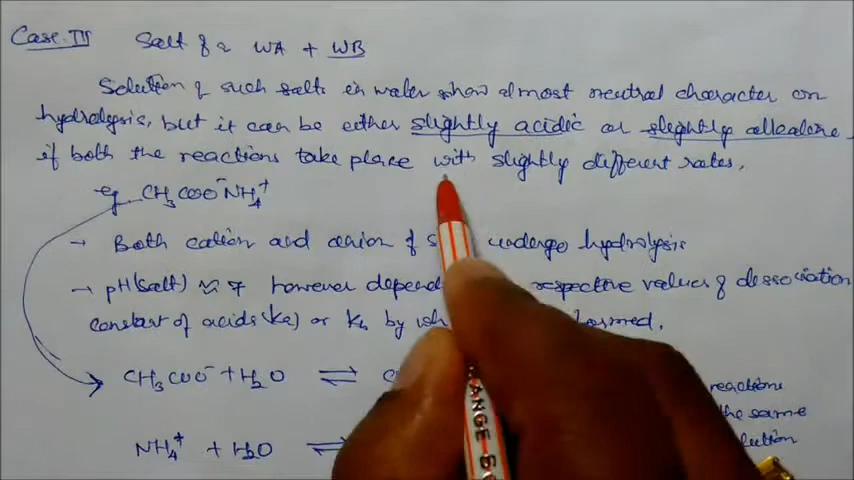 Case. III Salt of a WA + WB
Solution of such salts in water show almost neutral character on
hydrolysis, but it can be either slightly acidic or slightly alkaline,
if both the reactions take place with slightly different rates.
eg CH₃COO⁻NH₄⁺
→ Both cation and anion of undergo hydrolysis
→ pH(salt) ≈ 7 however depend respective values of dessociation
constant of acids(ka) or kb by formed.
CH₃COO⁻ + H₂O ⇌ reactions
the same
NH₄⁺ + H₂O ⇌
ORANGE B